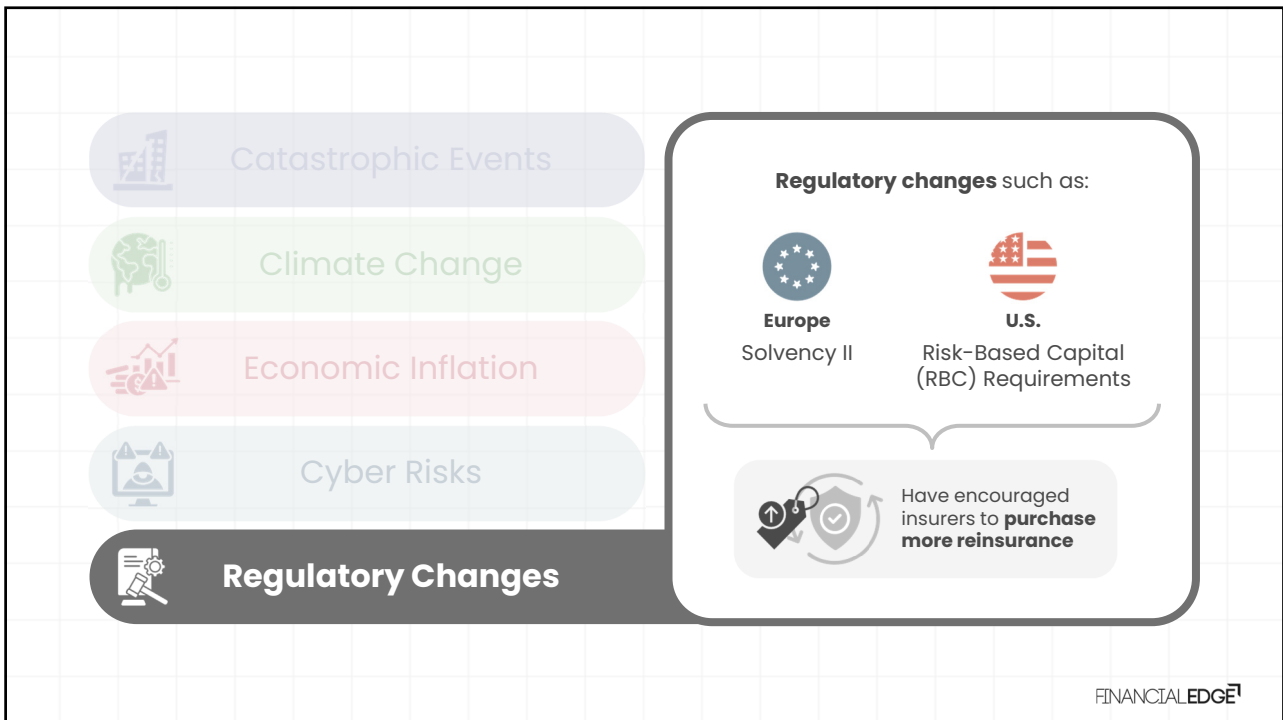 Catastrophic Events
Climate Change
Economic Inflation
Cyber Risks
Regulatory Changes
Regulatory changes such as:
Europe
Solvency II
U.S.
Risk-Based Capital
(RBC) Requirements
Have encouraged
insurers to purchase
more reinsurance
FINANCIALEDGE